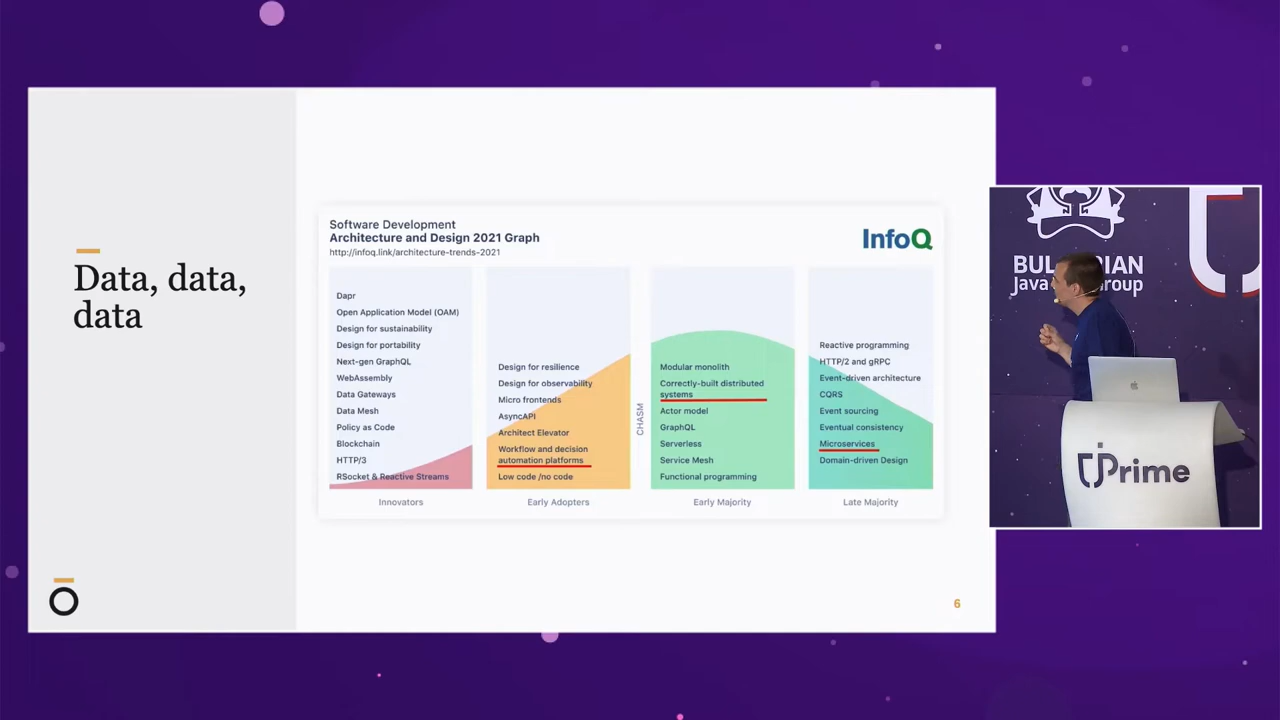 Data, data,
data
Software Development
Architecture and Design 2021 Graph
http://infoq.link/architecture-trends-2021
InfoQ
Dapr
Open Application Model (OAM)
Design for sustainability
Design for portability
Next-gen GraphQL
WebAssembly
Data Gateways
Data Mesh
Policy as Code
Blockchain
HTTP/3
RSocket & Reactive Streams
Innovators
Design for resilience
Design for observability
Micro frontends
AsyncAPI
Architect Elevator
Workflow and decision
automation platforms
Low code /no code
Early Adopters
CHASM
Modular monolith
Correctly-built distributed
systems
Actor model
GraphQL
Serverless
Service Mesh
Functional programming
Early Majority
Reactive programming
HTTP/2 and gRPC
Event-driven architecture
CQRS
Event sourcing
Eventual consistency
Microservices
Domain-driven Design
Late Majority
6
Java
jPrime